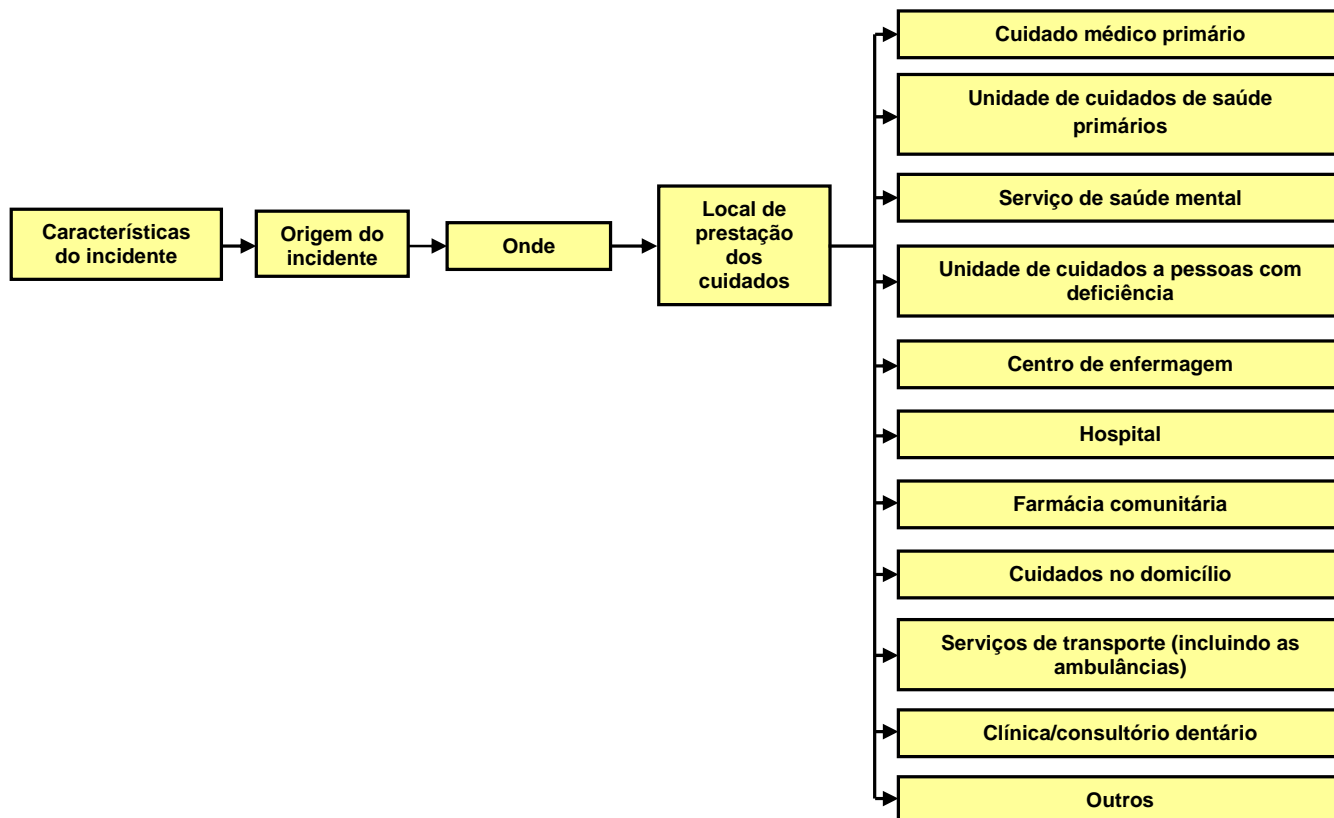 Características
do incidente
Origem do
incidente
Onde
Local de
prestação
dos
cuidados
Cuidado médico primário
Unidade de cuidados de saúde
primários
Serviço de saúde mental
Unidade de cuidados a pessoas com
deficiência
Centro de enfermagem
Hospital
Farmácia comunitária
Cuidados no domicílio
Serviços de transporte (incluindo as
ambulâncias)
Clínica/consultório dentário
Outros